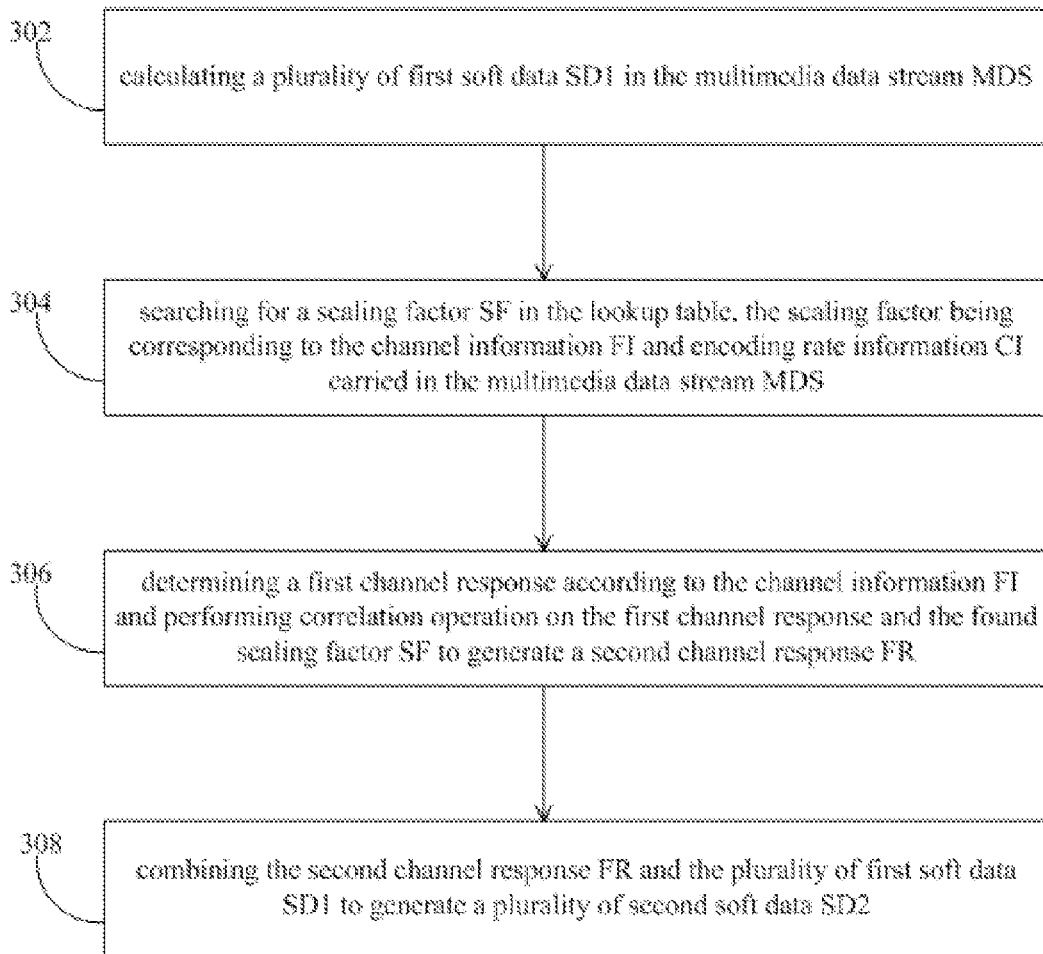 302
calculating a plurality of first soft data SD1 in the multimedia data stream MDS
304
searching for a scaling factor SF in the lookup table, the scaling factor being
corresponding to the channel information FI and encoding rate information CI
carried in the multimedia data stream MDS
306
determining a first channel response according to the channel information FI
and performing correlation operation on the first channel response and the found
scaling factor SF to generate a second channel response FR
308
combining the second channel response FR and the plurality of first soft data
SD1 to generate a plurality of second soft data SD2